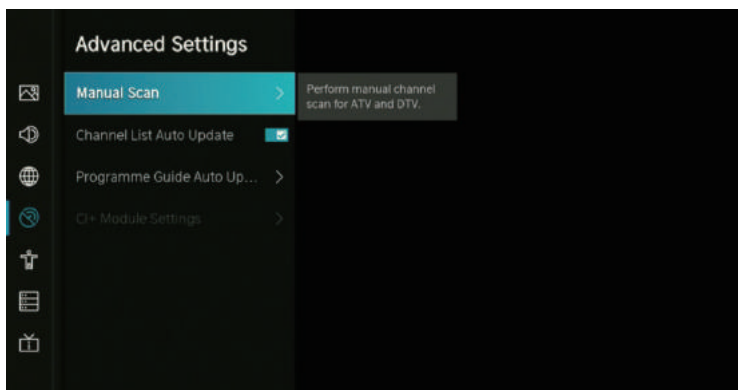 Advanced Settings
Manual Scan
Perform manual channel
scan for ATV and DTV.
Channel List Auto Update
Programme Guide Auto Up...
CI+ Module Settings